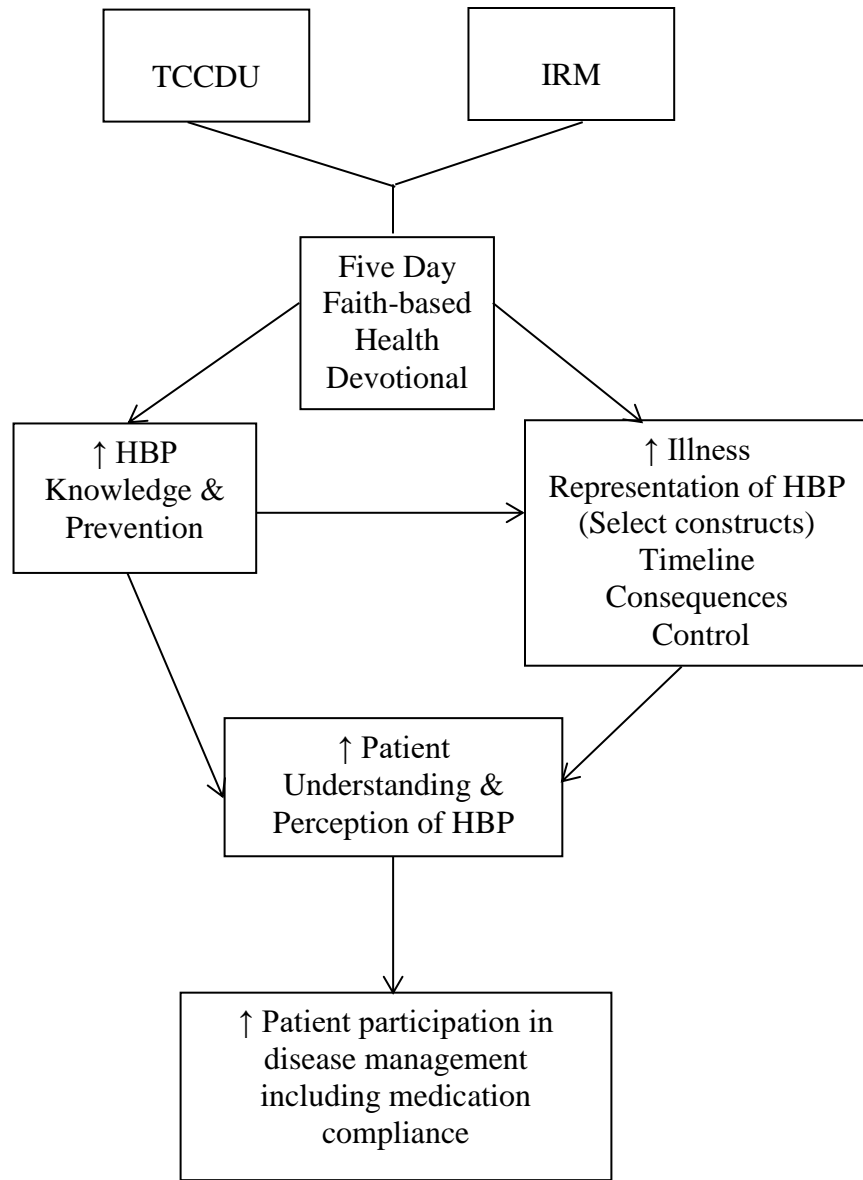 TCCDU
IRM
Five Day
Faith-based
Health
Devotional
↑ HBP
Knowledge &
Prevention
↑ Illness
Representation of HBP
(Select constructs)
Timeline
Consequences
Control
↑ Patient
Understanding &
Perception of HBP
↑ Patient participation in
disease management
including medication
compliance